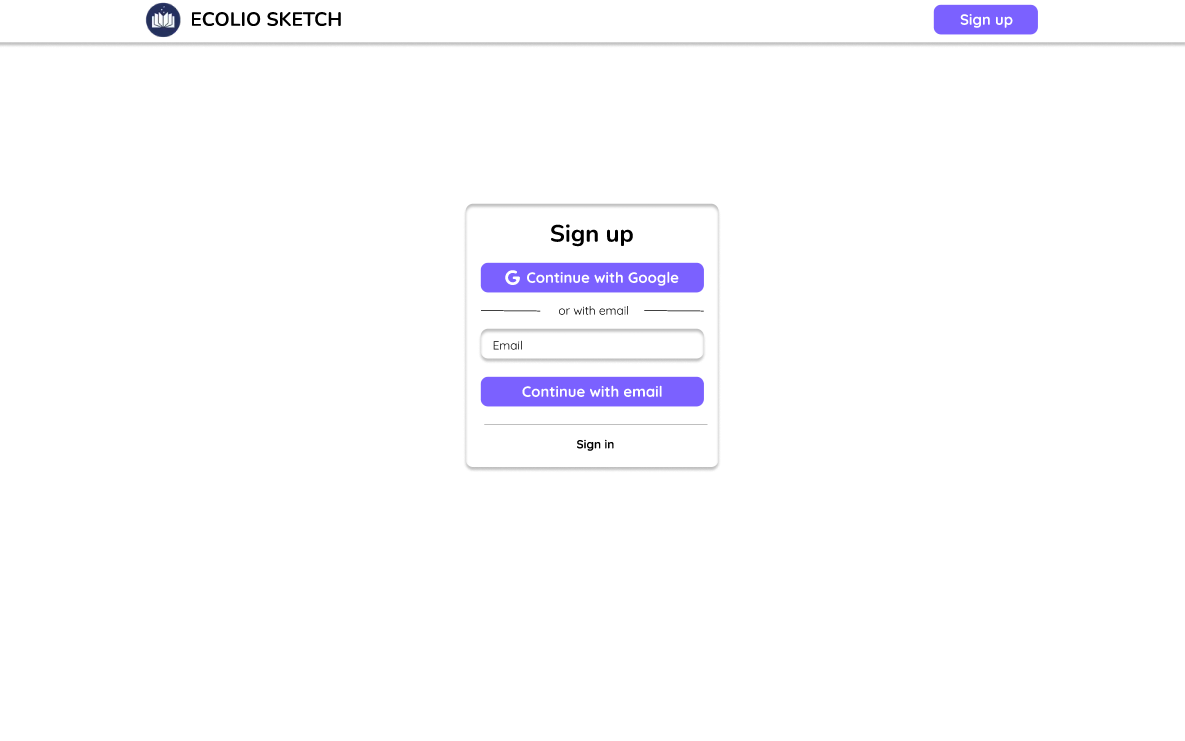 ECOLIO SKETCH
Sign up
Sign up
Continue with Google
or with email
Email
Continue with email
Sign in